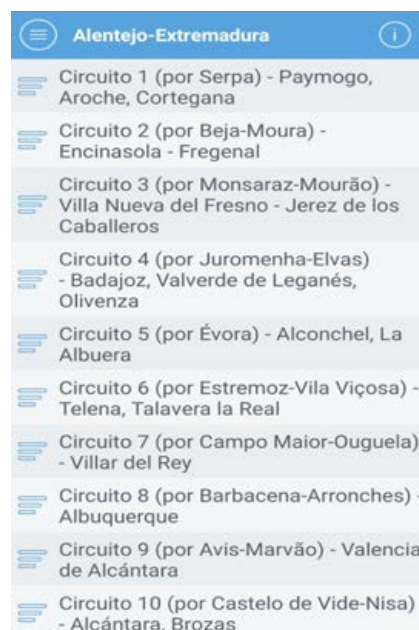 Alentejo-Extremadura
Circuito 1 (por Serpa) - Paymogo,
Aroche, Cortegana
Circuito 2 (por Beja-Moura) -
Encinasola - Fregenal
Circuito 3 (por Monsaraz-Mourão) -
Villa Nueva del Fresno - Jerez de los
Caballeros
Circuito 4 (por Juromenha-Elvas)
- Badajoz, Valverde de Leganés,
Olivenza
Circuito 5 (por Évora) - Alconchel, La
Albuera
Circuito 6 (por Estremoz-Vila Viçosa) -
Telena, Talavera la Real
Circuito 7 (por Campo Maior-Ouguela)
- Villar del Rey
Circuito 8 (por Barbacena-Arronches) -
Albuquerque
Circuito 9 (por Avis-Marvão) - Valencia
de Alcántara
Circuito 10 (por Castelo de Vide-Nisa)
- Alcántara, Brozas